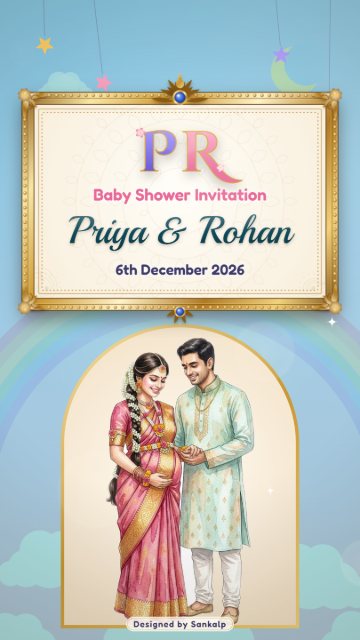 PR
Baby Shower Invitation
Priya & Rohan
6th December 2026
Designed by Sankalp